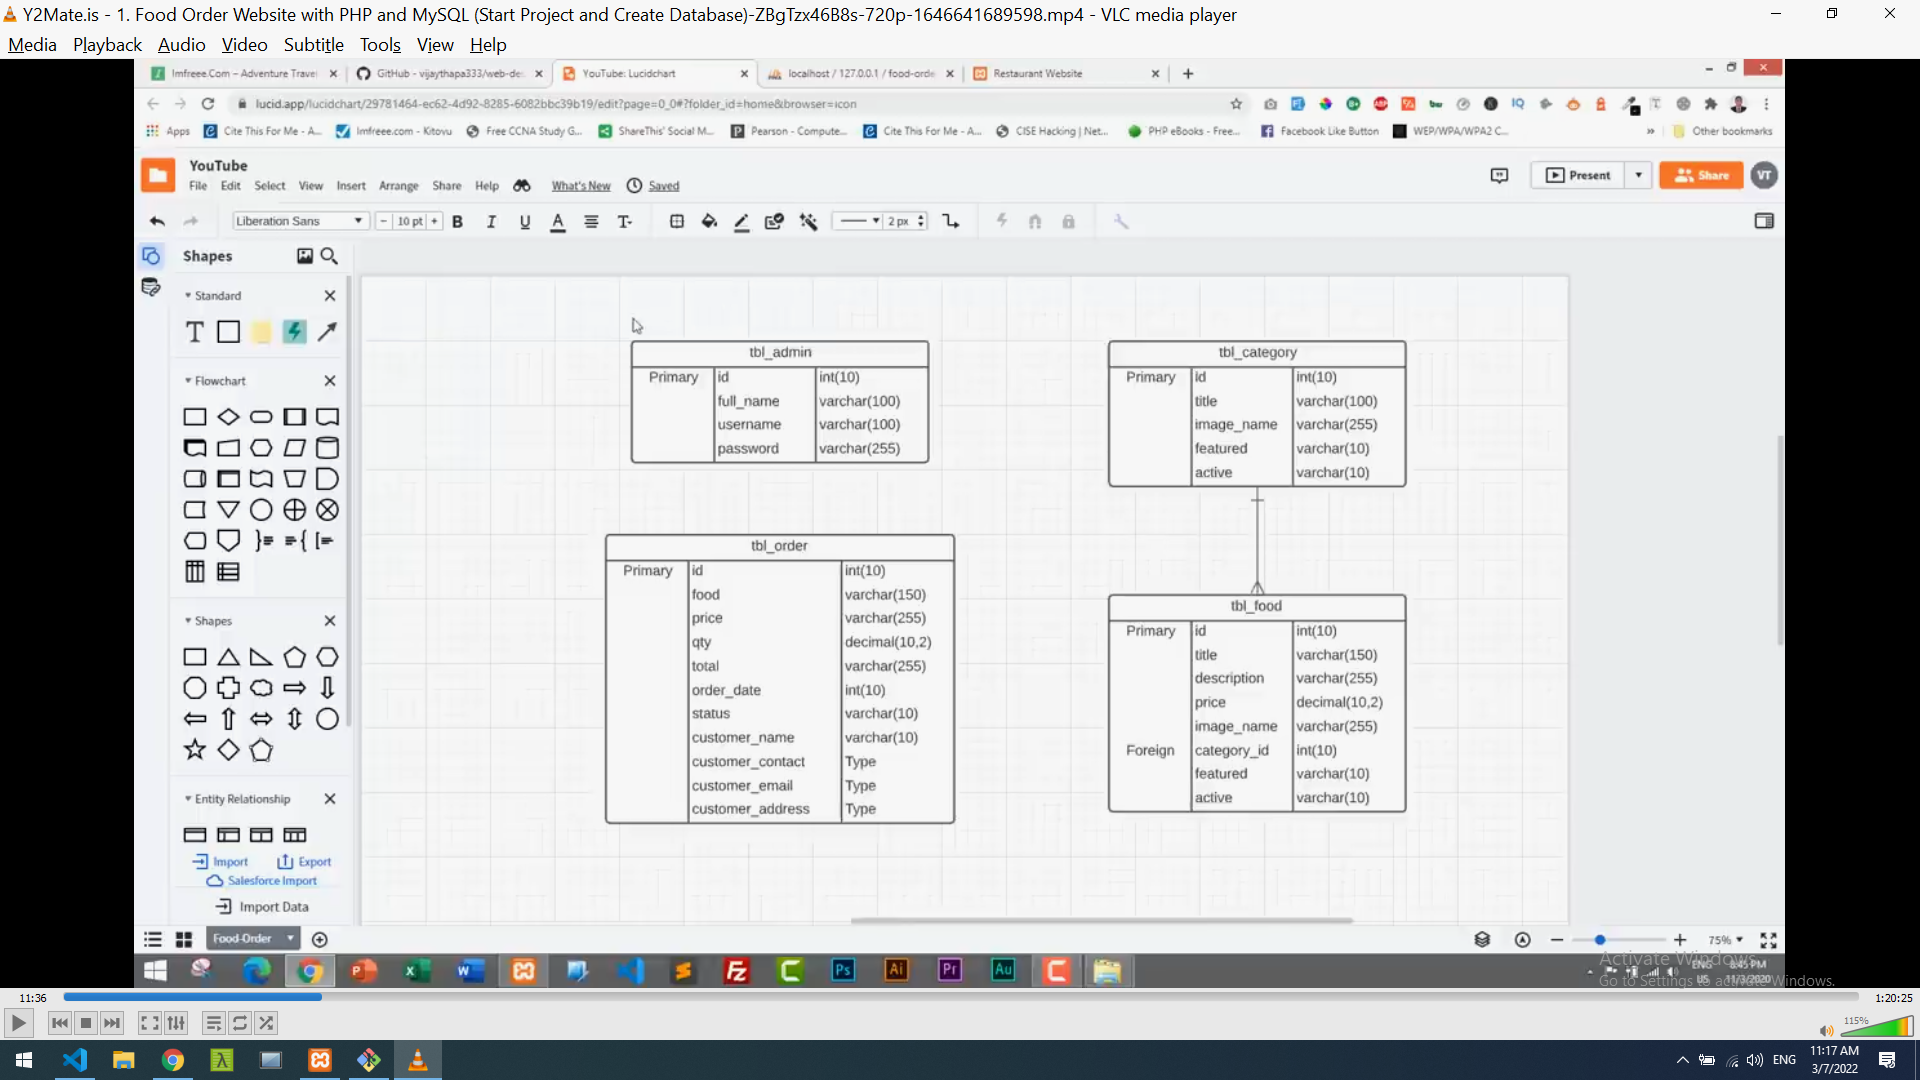 Y2Mate.is - 1. Food Order Website with PHP and MySQL (Start Project and Create Database)-ZBgTzx46B8s-720p-1646641689598.mp4 - VLC media player
Media Playback Audio Video Subtitle Tools View Help
Imfreee.Com – Adventure Travel GitHub - vijaythapa333/web-de: YouTube: Lucidchart localhost / 127.0.0.1 / food-orde Restaurant Website
lucid.app/lucidchart/29781464-ec62-4d92-8285-6082bbc39b19/edit?page=0_0#?folder_id=home&browser=icon
Apps Cite This For Me - A... Imfreee.com - Kitovu Free CCNA Study G... ShareThis' Social M... Pearson - Compute... Cite This For Me - A... CISE Hacking | Net... PHP eBooks - Free... Facebook Like Button WEP/WPA/WPA2 C... » Other bookmarks
YouTube
File Edit Select View Insert Arrange Share Help What's New Saved
Present Share VT
Liberation Sans - 10 pt + B I U A T 2 px
Shapes
Standard
T
Flowchart
Shapes
Entity Relationship
Import Export
Salesforce Import
Import Data
tbl_admin
Primary id int(10)
full_name varchar(100)
username varchar(100)
password varchar(255)
tbl_category
Primary id int(10)
title varchar(100)
image_name varchar(255)
featured varchar(10)
active varchar(10)
tbl_order
Primary id int(10)
food varchar(150)
price varchar(255)
qty decimal(10,2)
total varchar(255)
order_date int(10)
status varchar(10)
customer_name varchar(10)
customer_contact Type
customer_email Type
customer_address Type
tbl_food
Primary id int(10)
title varchar(150)
description varchar(255)
price decimal(10,2)
image_name varchar(255)
Foreign category_id int(10)
featured varchar(10)
active varchar(10)
Food-Order
75%
Activate Windows
Go to Settings to activate Windows.
ENG 8:45 PM
US 11/3/2020
Ps Ai Pr Au
11:36 1:20:25
115%
ENG 11:17 AM
3/7/2022